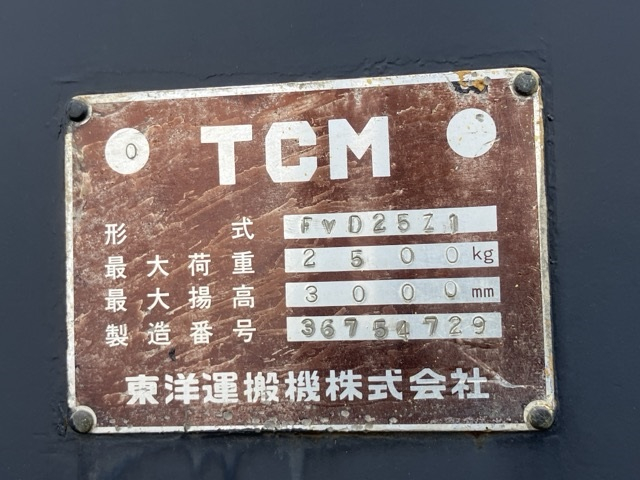 0 TCM
形式 FVD25Z1
最大荷重 2500 kg
最大揚高 3000 mm
製造番号 36754729
東洋運搬機株式会社